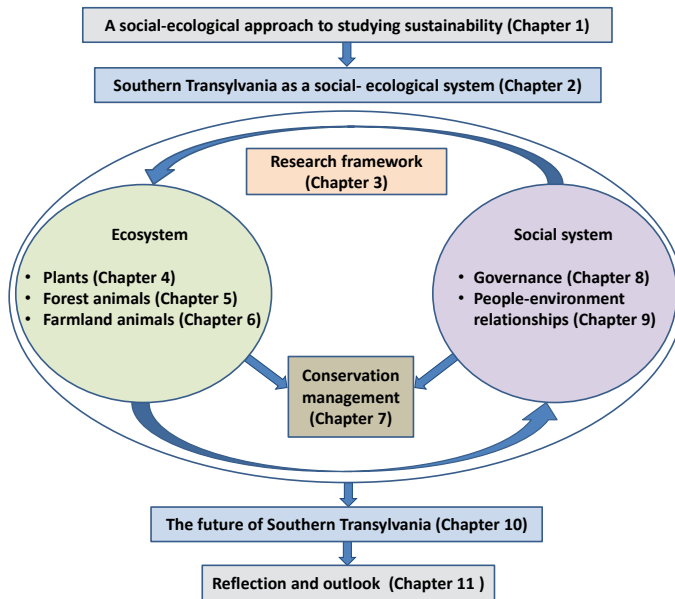 A social-ecological approach to studying sustainability (Chapter 1)
Southern Transylvania as a social- ecological system (Chapter 2)
Research framework
(Chapter 3)
Ecosystem
• Plants (Chapter 4)
• Forest animals (Chapter 5)
• Farmland animals (Chapter 6)
Social system
• Governance (Chapter 8)
• People-environment
relationships (Chapter 9)
Conservation
management
(Chapter 7)
The future of Southern Transylvania (Chapter 10)
Reflection and outlook (Chapter 11 )